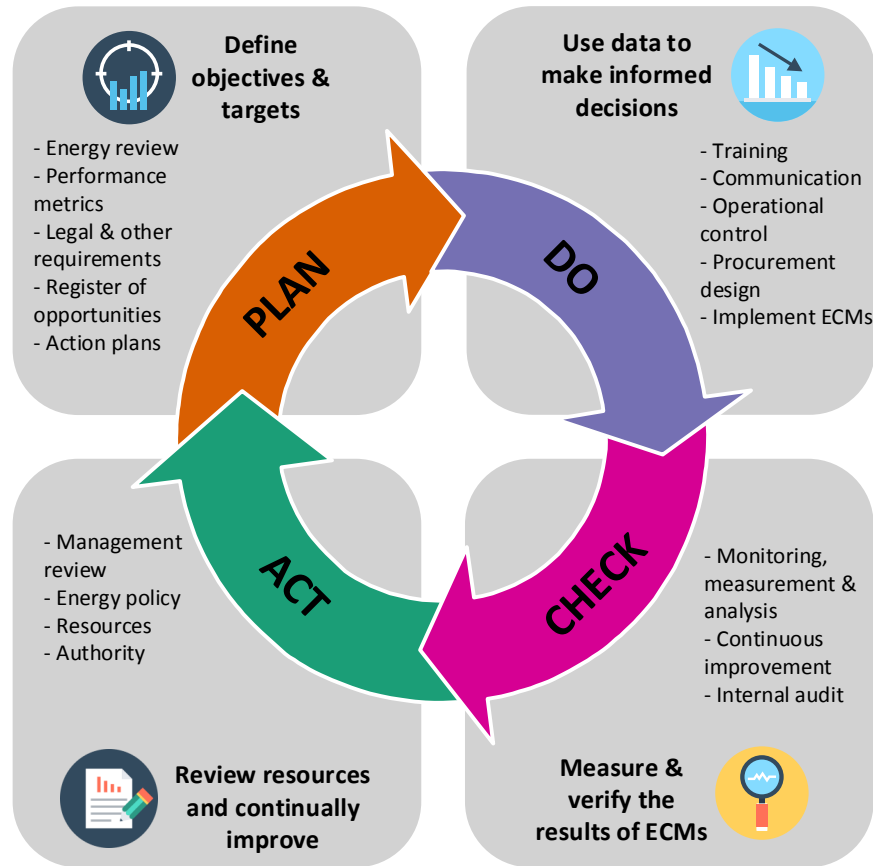 Define
objectives &
targets
- Energy review
- Performance
metrics
- Legal & other
requirements
- Register of
opportunities
- Action plans
Use data to
make informed
decisions
- Training
- Communication
- Operational
control
- Procurement
design
- Implement ECMs
PLAN
DO
ACT
CHECK
- Management
review
- Energy policy
- Resources
- Authority
Review resources
and continually
improve
- Monitoring,
measurement &
analysis
- Continuous
improvement
- Internal audit
Measure &
verify the
results of ECMs